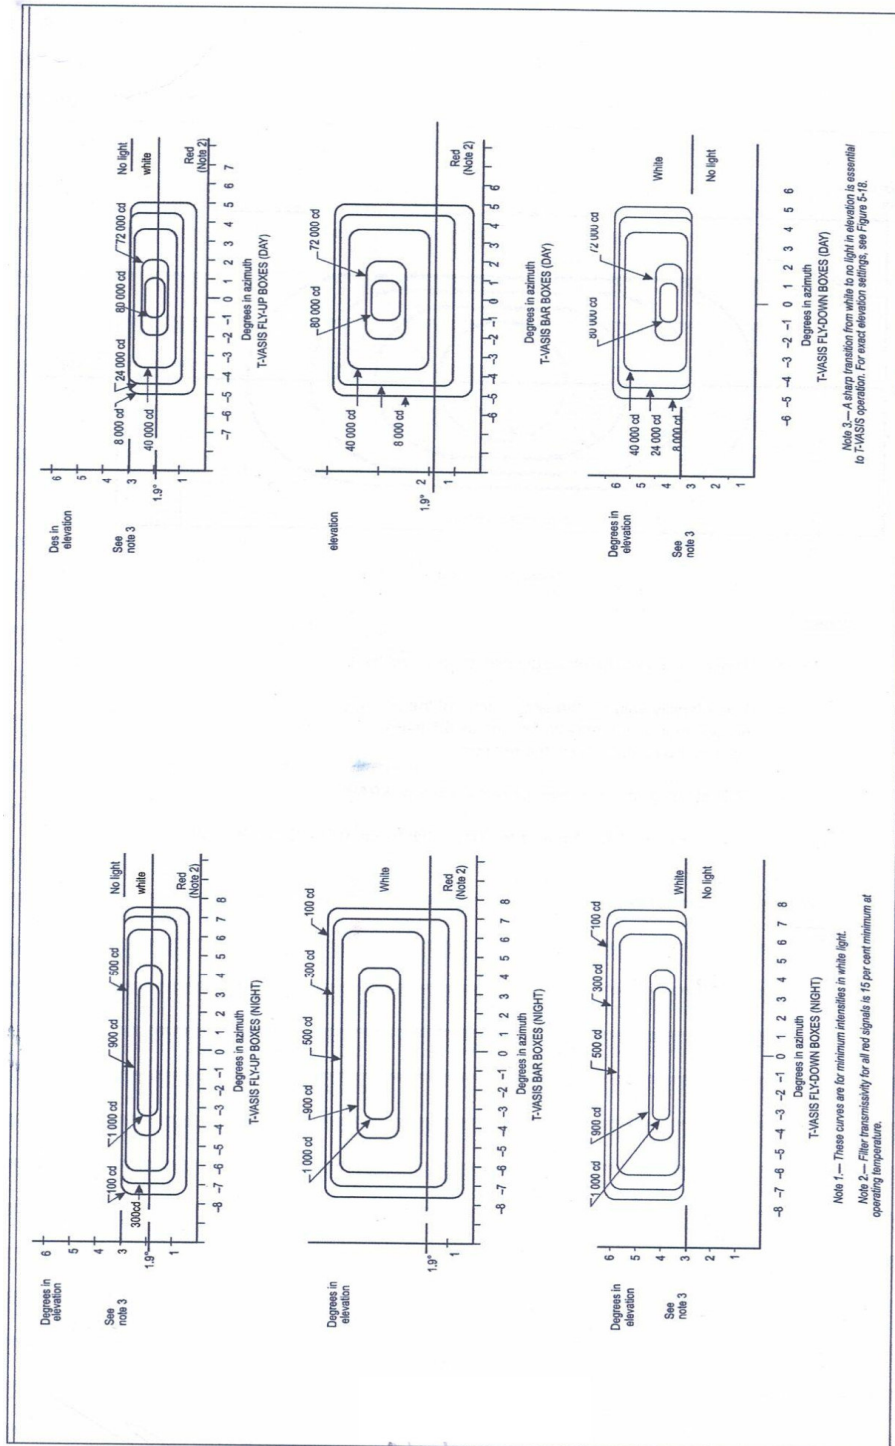 Degrees in
elevation
6
5
4
3
1.9°
1
See
note 3
100 cd
300cd
1 000 cd
900 cd
500 cd
No light
white
Red
(Note 2)
–8 –7 –6 –5 –4 –3 –2 –1 0 1 2 3 4 5 6 7 8
Degrees in azimuth
T-VASIS FLY-UP BOXES (NIGHT)
Degrees in
elevation
1.9°
1
1 000 cd
900 cd
500 cd
300 cd
100 cd
White
Red
(Note 2)
–8 –7 –6 –5 –4 –3 –2 –1 0 1 2 3 4 5 6 7 8
Degrees in azimuth
T-VASIS BAR BOXES (NIGHT)
Degrees in
elevation
6
5
4
3
2
1
See
note 3
1 000 cd
900 cd
500 cd
300 cd
100 cd
White
No light
–8 –7 –6 –5 –4 –3 –2 –1 0 1 2 3 4 5 6 7 8
Degrees in azimuth
T-VASIS FLY-DOWN BOXES (NIGHT)
Note 1.— These curves are for minimum intensities in white light.
Note 2.— Filter transmissivity for all red signals is 15 per cent minimum at
operating temperature.
Des in
elevation
6
5
4
3
1.9°
1
See
note 3
8 000 cd
24 000 cd
40 000 cd
80 000 cd
72 000 cd
No light
white
Red
(Note 2)
–7 –6 –5 –4 –3 –2 –1 0 1 2 3 4 5 6 7
Degrees in azimuth
T-VASIS FLY-UP BOXES (DAY)
elevation
2
1.9°
1
40 000 cd
8 000 cd
80 000 cd
72 000 cd
Red
(Note 2)
–6 –5 –4 –3 –2 –1 0 1 2 3 4 5 6
Degrees in azimuth
T-VASIS BAR BOXES (DAY)
Degrees in
elevation
6
5
4
3
2
1
See
note 3
40 000 cd
24 000 cd
8 000 cd
80 000 cd
72 000 cd
White
No light
–6 –5 –4 –3 –2 –1 0 1 2 3 4 5 6
Degrees in azimuth
T-VASIS FLY-DOWN BOXES (DAY)
Note 3.— A sharp transition from white to no light in elevation is essential
to T-VASIS operation. For exact elevation settings, see Figure 5-18.